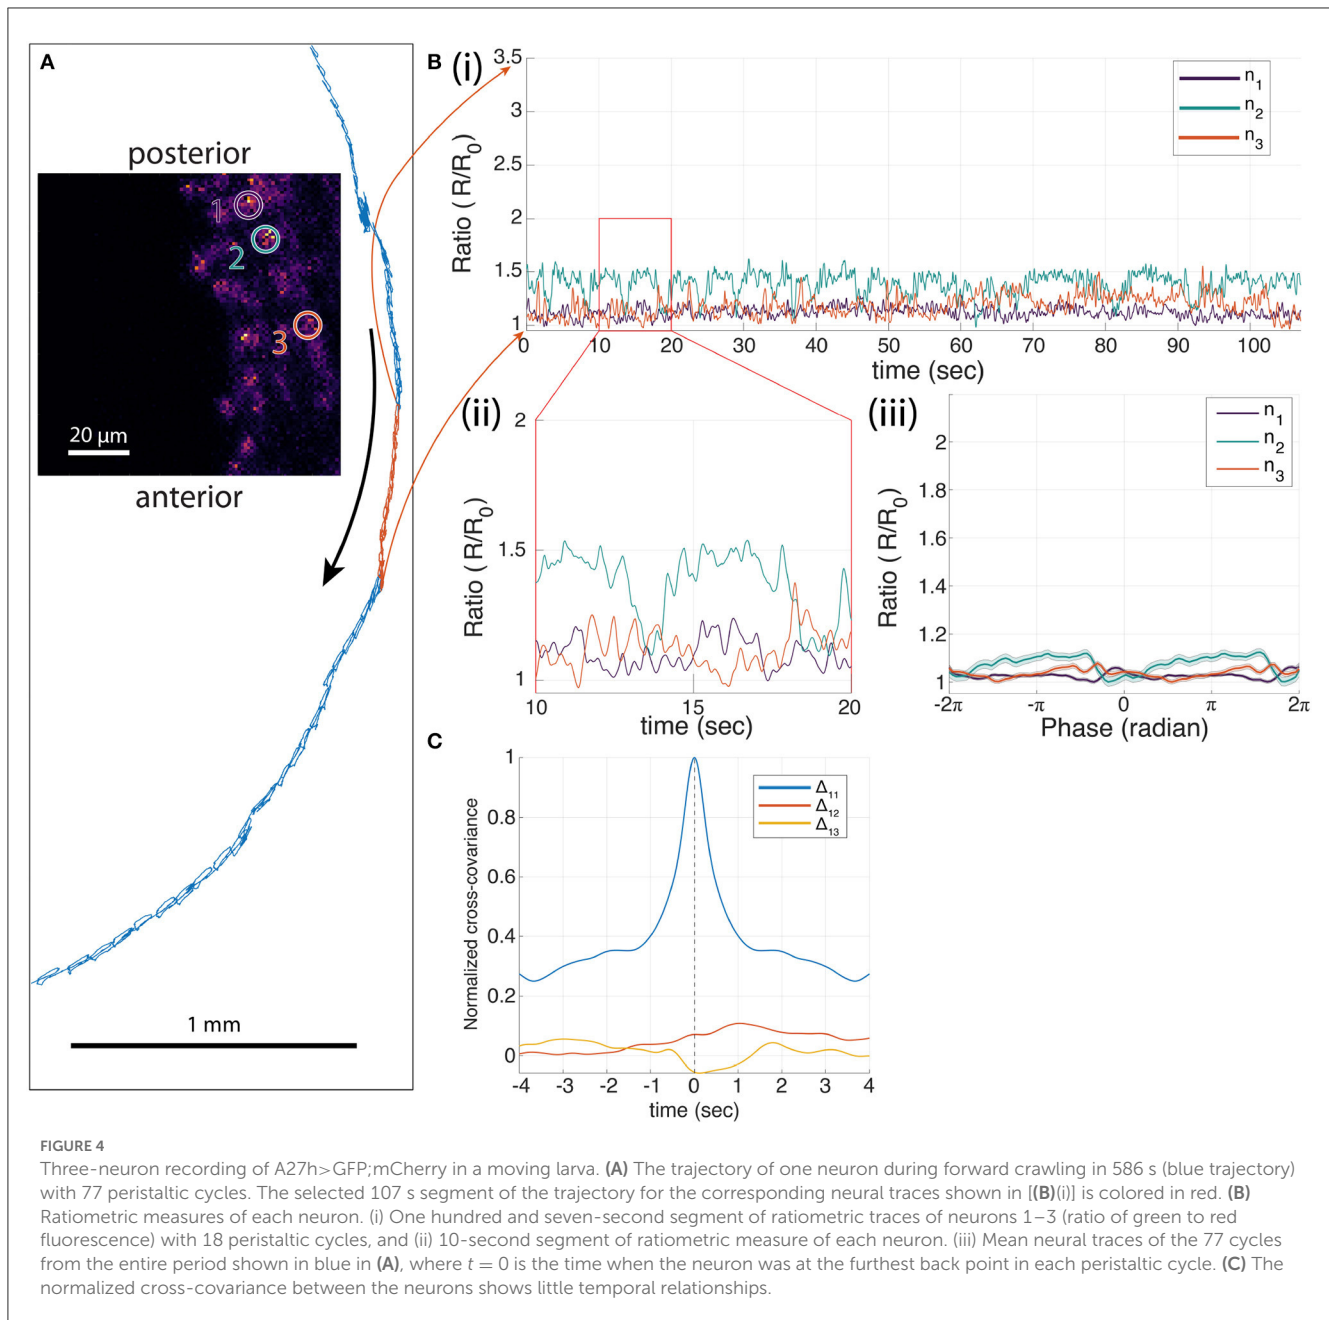 A
posterior
1
2
3
20 μm
anterior
1 mm
B
(i)
3.5
3
2.5
2
1.5
1
Ratio ( R/R0)
0 10 20 30 40 50 60 70 80 90 100
time (sec)
n1
n2
n3
(ii)
2
1.5
1
Ratio ( R/R0)
10 15 20
time (sec)
(iii)
2
1.8
1.6
1.4
1.2
1
Ratio ( R/R0)
-2π -π 0 π 2π
Phase (radian)
n1
n2
n3
C
1
0.8
0.6
0.4
0.2
0
Normalized cross-covariance
-4 -3 -2 -1 0 1 2 3 4
time (sec)
Δ11
Δ12
Δ13
FIGURE 4
Three-neuron recording of A27h>GFP;mCherry in a moving larva. (A) The trajectory of one neuron during forward crawling in 586 s (blue trajectory)
with 77 peristaltic cycles. The selected 107 s segment of the trajectory for the corresponding neural traces shown in [(B)(i)] is colored in red. (B)
Ratiometric measures of each neuron. (i) One hundred and seven-second segment of ratiometric traces of neurons 1–3 (ratio of green to red
fluorescence) with 18 peristaltic cycles, and (ii) 10-second segment of ratiometric measure of each neuron. (iii) Mean neural traces of the 77 cycles
from the entire period shown in blue in (A), where t = 0 is the time when the neuron was at the furthest back point in each peristaltic cycle. (C) The
normalized cross-covariance between the neurons shows little temporal relationships.